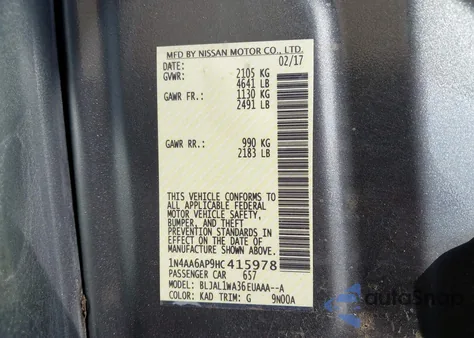 MFD BY NISSAN MOTOR CO., LTD.
DATE: 02/17
GVWR: 2105 KG
4641 LB
GAWR FR.: 1130 KG
2491 LB
GAWR RR.: 990 KG
2183 LB
THIS VEHICLE CONFORMS TO
ALL APPLICABLE FEDERAL
MOTOR VEHICLE SAFETY,
BUMPER, AND THEFT
PREVENTION STANDARDS IN
EFFECT ON THE DATE OF
MANUFACTURE SHOWN ABOVE.
1N4AA6AP9HC415978
PASSENGER CAR 657
MODEL: BLJAL1WA36EUAAA--A
COLOR: KAD TRIM: G 9N00A
AutoSnap